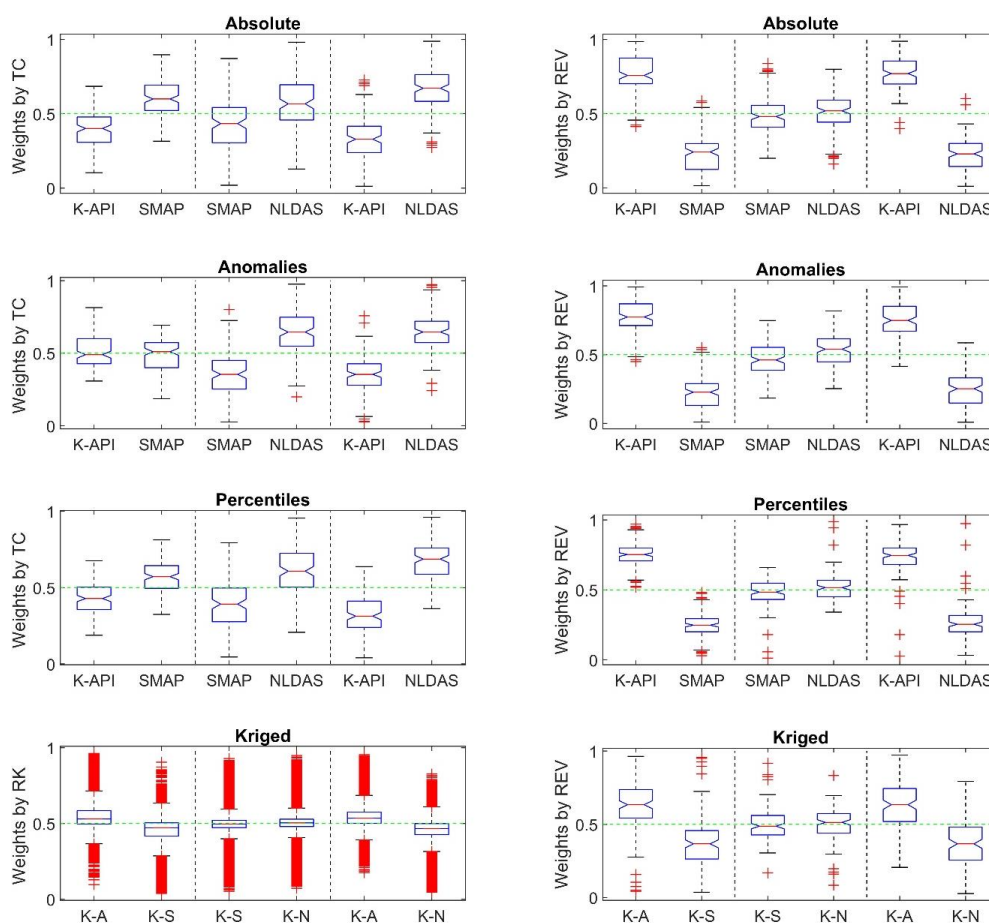 Absolute
Weights by TC
1
0.5
0
K-API SMAP SMAP NLDAS K-API NLDAS
Absolute
Weights by REV
1
0.5
0
K-API SMAP SMAP NLDAS K-API NLDAS
Anomalies
Weights by TC
1
0.5
0
K-API SMAP SMAP NLDAS K-API NLDAS
Anomalies
Weights by REV
1
0.5
0
K-API SMAP SMAP NLDAS K-API NLDAS
Percentiles
Weights by TC
1
0.5
0
K-API SMAP SMAP NLDAS K-API NLDAS
Percentiles
Weights by REV
1
0.5
0
K-API SMAP SMAP NLDAS K-API NLDAS
Kriged
Weights by RK
1
0.5
0
K-A K-S K-S K-N K-A K-N
Kriged
Weights by REV
1
0.5
0
K-A K-S K-S K-N K-A K-N